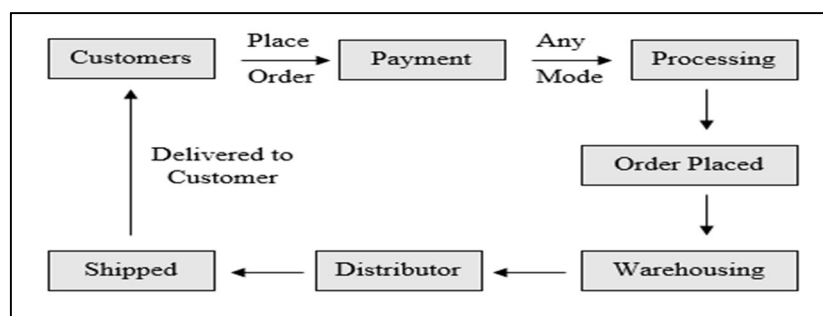 Customers
Place
Order
Payment
Any
Mode
Processing
Order Placed
Delivered to
Customer
Shipped
Distributor
Warehousing